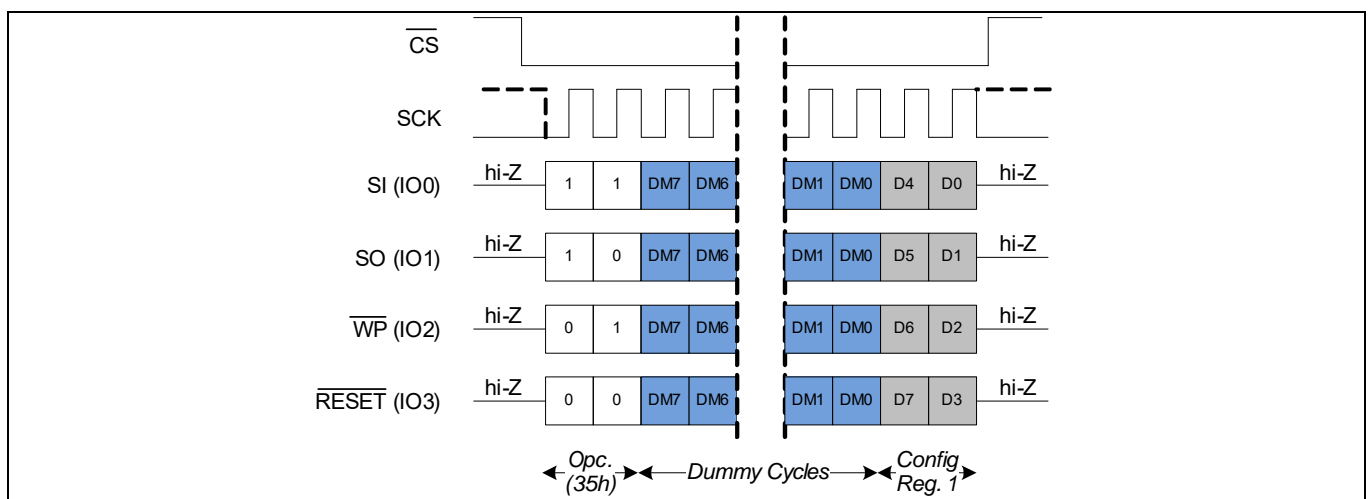 CS
SCK
SI (IO0) hi-Z 1 1 DM7 DM6 DM1 DM0 D4 D0 hi-Z
SO (IO1) hi-Z 1 0 DM7 DM6 DM1 DM0 D5 D1 hi-Z
WP (IO2) hi-Z 0 1 DM7 DM6 DM1 DM0 D6 D2 hi-Z
RESET (IO3) hi-Z 0 0 DM7 DM6 DM1 DM0 D7 D3 hi-Z
Opc. Dummy Cycles Config
(35h) Reg. 1